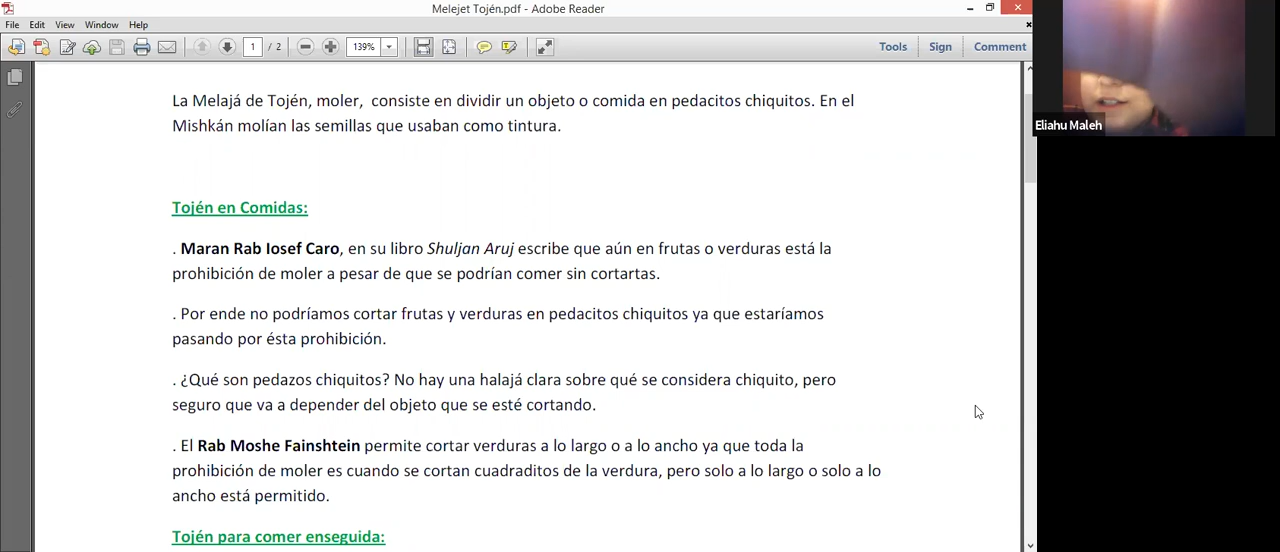 Melejet Tojén.pdf - Adobe Reader
File Edit View Window Help
1 / 2 139% Tools Sign Comment
La Melajá de Tojén, moler, consiste en dividir un objeto o comida en pedacitos chiquitos. En el
Mishkán molían las semillas que usaban como tintura.
Tojén en Comidas:
. Maran Rab Iosef Caro, en su libro Shuljan Aruj escribe que aún en frutas o verduras está la
prohibición de moler a pesar de que se podrían comer sin cortartas.
. Por ende no podríamos cortar frutas y verduras en pedacitos chiquitos ya que estaríamos
pasando por ésta prohibición.
. ¿Qué son pedazos chiquitos? No hay una halajá clara sobre qué se considera chiquito, pero
seguro que va a depender del objeto que se esté cortando.
. El Rab Moshe Fainshtein permite cortar verduras a lo largo o a lo ancho ya que toda la
prohibición de moler es cuando se cortan cuadraditos de la verdura, pero solo a lo largo o solo a lo
ancho está permitido.
Tojén para comer enseguida:
Eliahu Maleh